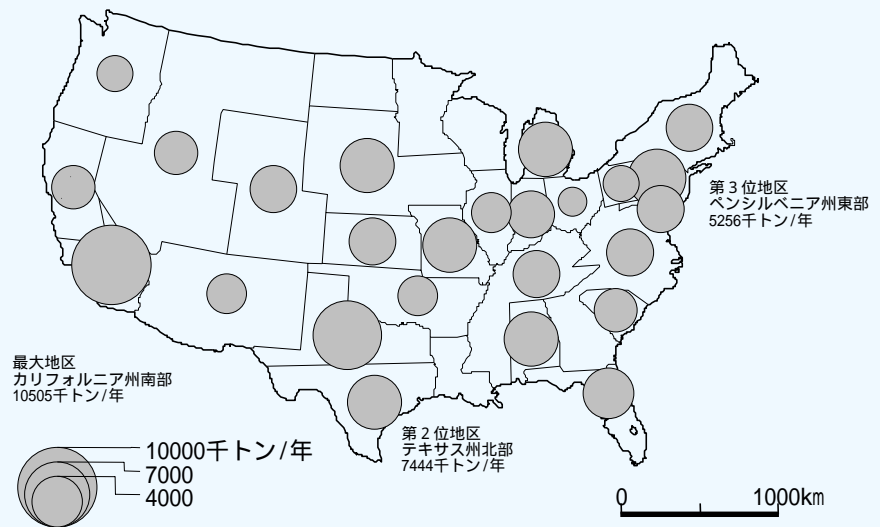 第3位地区
ペンシルベニア州東部
5256千トン/年
最大地区
カリフォルニア州南部
10505千トン/年
第2位地区
テキサス州北部
7444千トン/年
10000千トン/年
7000
4000
0 1000km